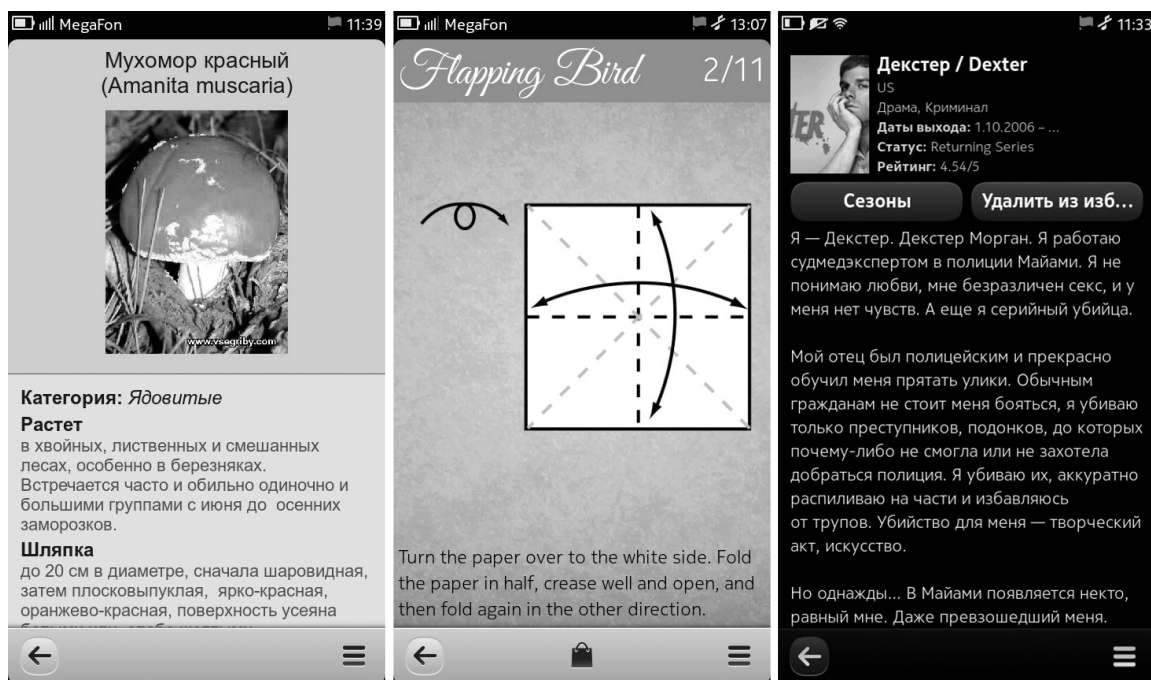 MegaFon 11:39
Мухомор красный
(Amanita muscaria)
www.vsegriby.com
Категория: Ядовитые
Растет
в хвойных, лиственных и смешанных
лесах, особенно в березняках.
Встречается часто и обильно одиночно и
большими группами с июня до осенних
заморозков.
Шляпка
до 20 см в диаметре, сначала шаровидная,
затем плосковыпуклая, ярко-красная,
оранжево-красная, поверхность усеяна
MegaFon 13:07
Flapping Bird 2/11
Turn the paper over to the white side. Fold
the paper in half, crease well and open, and
then fold again in the other direction.
11:33
Декстер / Dexter
US
Драма, Криминал
Даты выхода: 1.10.2006 – ...
Статус: Returning Series
Рейтинг: 4.54/5
Сезоны
Удалить из изб...
Я — Декстер. Декстер Морган. Я работаю
судмедэкспертом в полиции Майами. Я не
понимаю любви, мне безразличен секс, и у
меня нет чувств. А еще я серийный убийца.
Мой отец был полицейским и прекрасно
обучил меня прятать улики. Обычным
гражданам не стоит меня бояться, я убиваю
только преступников, подонков, до которых
почему-либо не смогла или не захотела
добраться полиция. Я убиваю их, аккуратно
распиливаю на части и избавляюсь
от трупов. Убийство для меня — творческий
акт, искусство.
Но однажды... В Майами появляется некто,
равный мне. Даже превзошедший меня.